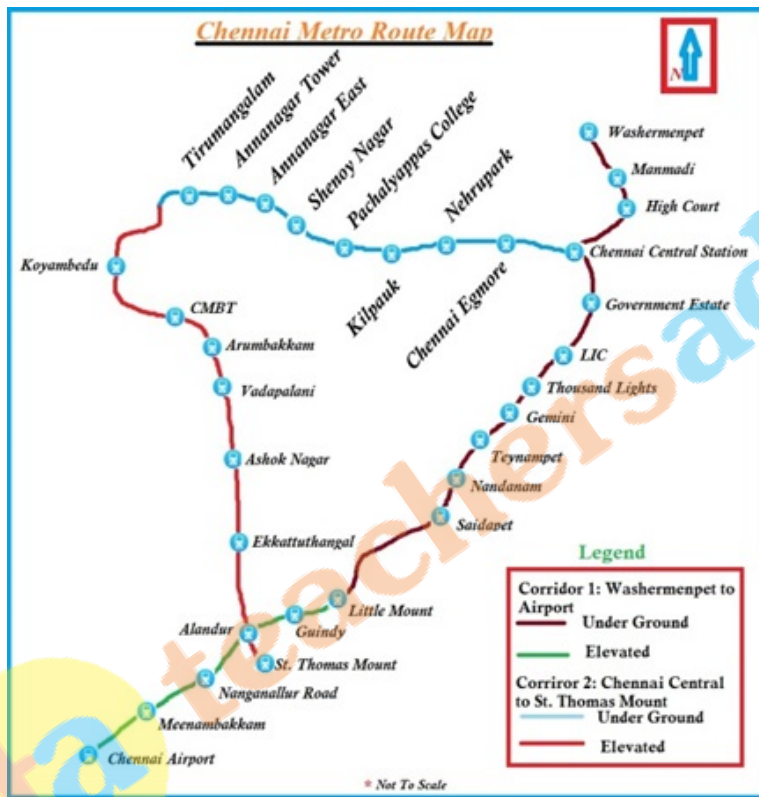 Chennai Metro Route Map
N
Tirumangalam
Annanagar Tower
Annanagar East
Shenoy Nagar
Pachalyappas College
Nehrupark
Washermenpet
Manmadi
High Court
Koyambedu
Chennai Central Station
Kilpauk
Chennai Egmore
CMBT
Government Estate
Arumbakkam
LIC
Vadapalani
Thousand Lights
Gemini
Teynampet
Ashok Nagar
Nandanam
Saidapet
Ekkattuthangal
Little Mount
Guindy
Alandur
St. Thomas Mount
Nanganallur Road
Meenambakkam
Chennai Airport
Legend
Corridor 1: Washermenpet to
Airport
Under Ground
Elevated
Corriror 2: Chennai Central
to St. Thomas Mount
Under Ground
Elevated
* Not To Scale
teachersad